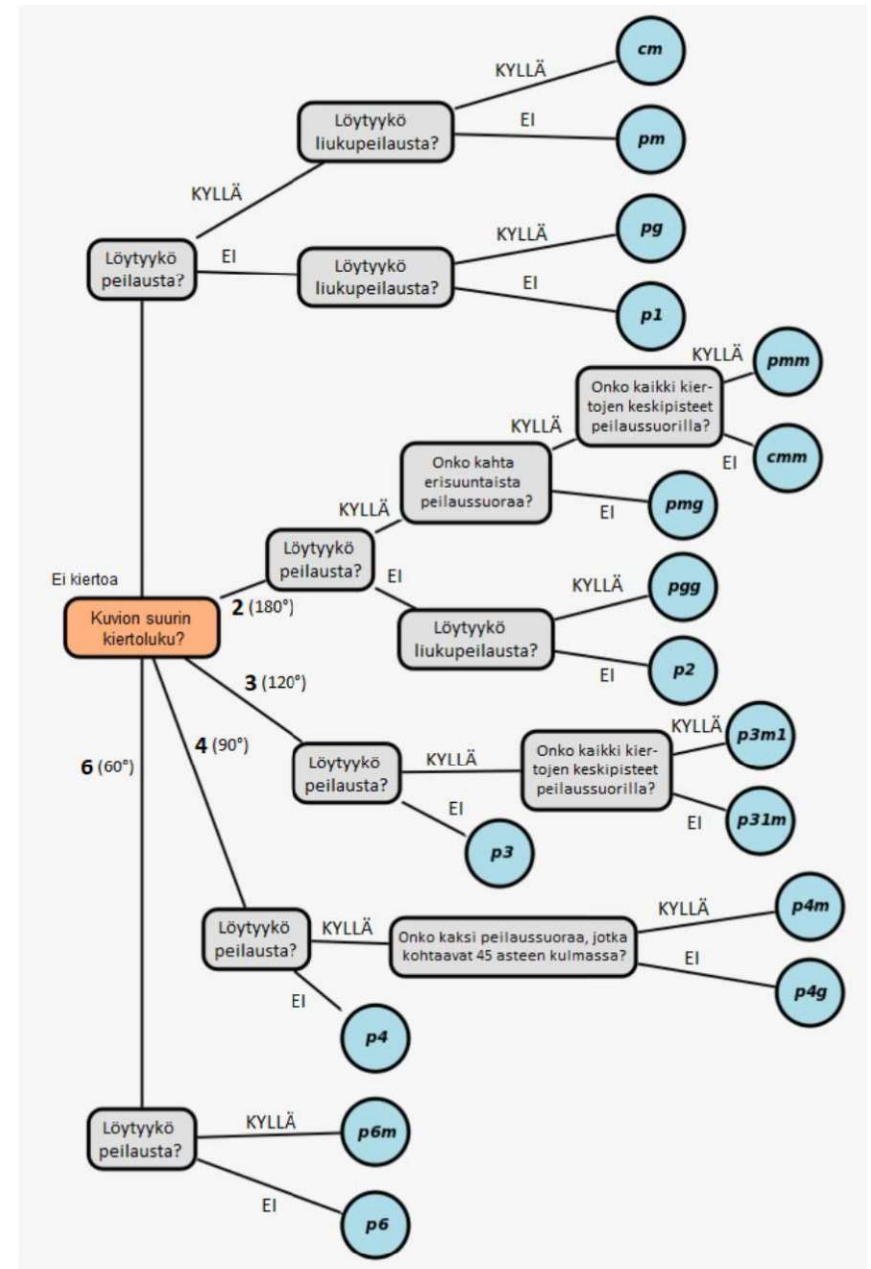 cm
KYLLÄ
Löytyykö
liukupeilausta?
EI
pm
KYLLÄ
Löytyykö
peilausta?
EI
Löytyykö
liukupeilausta?
KYLLÄ
pg
EI
p1
KYLLÄ
pmm
Onko kaikki kier-
tojen keskipisteet
peilaussuorilla?
KYLLÄ
EI
cmm
Onko kahta
erisuuntaista
peilaussuoraa?
EI
pmg
KYLLÄ
Löytyykö
peilausta?
EI
KYLLÄ
pgg
Löytyykö
liukupeilausta?
EI
p2
Ei kiertoa
Kuvion suurin
kiertoluku?
2 (180°)
3 (120°)
4 (90°)
6 (60°)
Löytyykö
peilausta?
KYLLÄ
Onko kaikki kier-
tojen keskipisteet
peilaussuorilla?
KYLLÄ
p3m1
EI
p31m
EI
p3
Löytyykö
peilausta?
KYLLÄ
Onko kaksi peilaussuoraa, jotka
kohtaavat 45 asteen kulmassa?
KYLLÄ
p4m
EI
p4g
EI
p4
Löytyykö
peilausta?
KYLLÄ
p6m
EI
p6